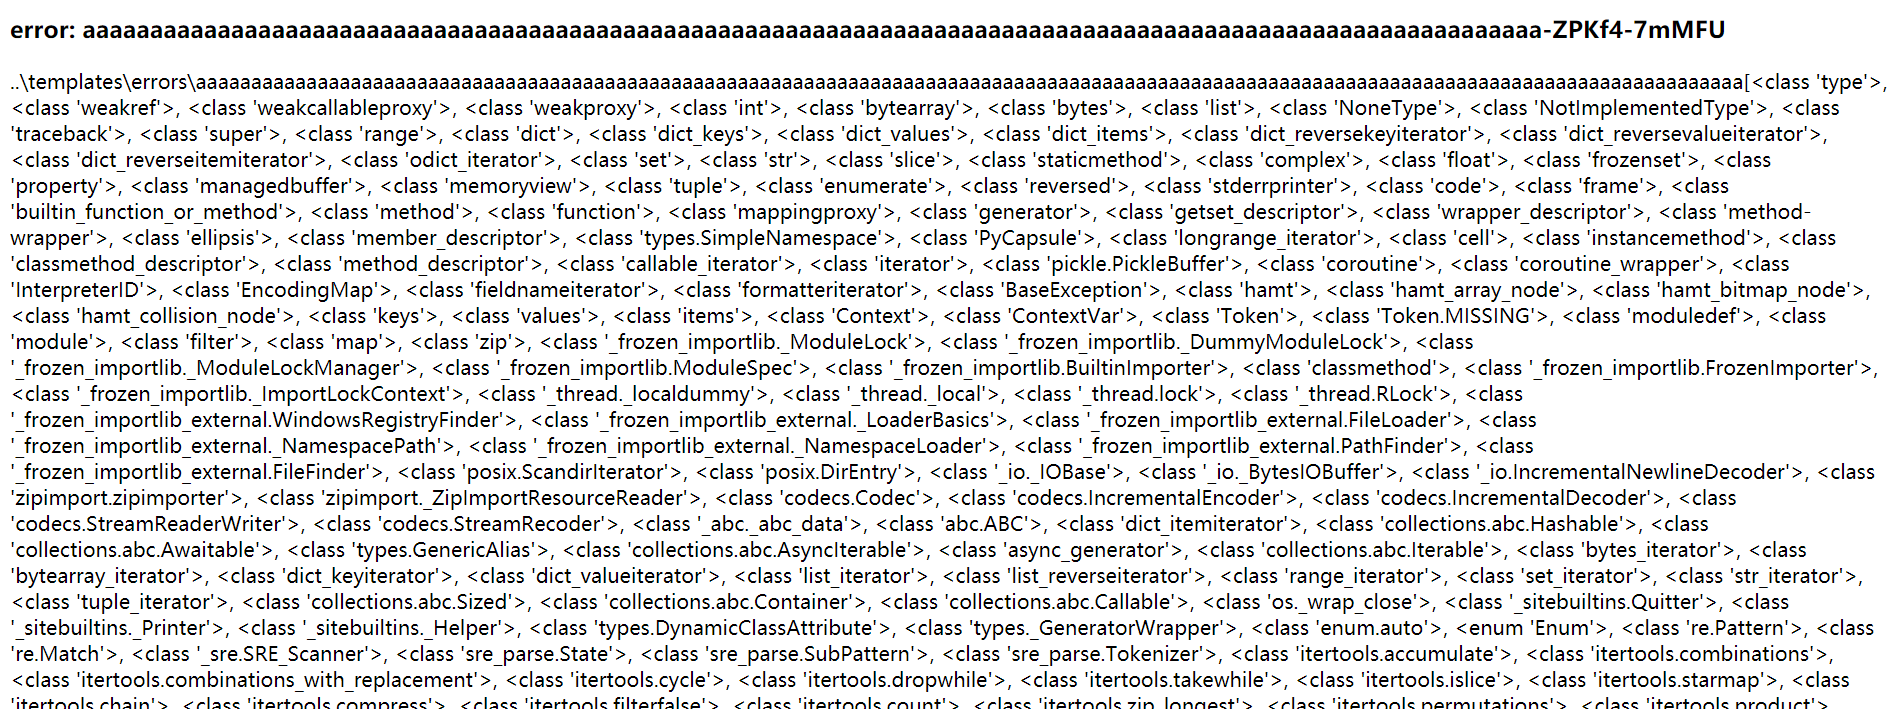 error: aaaaaaaaaaaaaaaaaaaaaaaaaaaaaaaaaaaaaaaaaaaaaaaaaaaaaaaaaaaaaaaaaaaaaaaaaaaaaaaaaaaaaaaaaaaaaaaaaaaaaaaaaaaa-ZPKf4-7mMFU
..\templates\errors\aaaaaaaaaaaaaaaaaaaaaaaaaaaaaaaaaaaaaaaaaaaaaaaaaaaaaaaaaaaaaaaaaaaaaaaaaaaaaaaaaaaaaaaaaaaaaaaaaaaaaaaaaaaaaaaaaaaaaaaaaaaaaaaaaaaaaaaaaaaa[<class 'type'>,
<class 'weakref'>, <class 'weakcallableproxy'>, <class 'weakproxy'>, <class 'int'>, <class 'bytearray'>, <class 'bytes'>, <class 'list'>, <class 'NoneType'>, <class 'NotImplementedType'>, <class
'traceback'>, <class 'super'>, <class 'range'>, <class 'dict'>, <class 'dict_keys'>, <class 'dict_values'>, <class 'dict_items'>, <class 'dict_reversekeyiterator'>, <class 'dict_reversevalueiterator'>,
<class 'dict_reverseitemiterator'>, <class 'odict_iterator'>, <class 'set'>, <class 'str'>, <class 'slice'>, <class 'staticmethod'>, <class 'complex'>, <class 'float'>, <class 'frozenset'>, <class
'property'>, <class 'managedbuffer'>, <class 'memoryview'>, <class 'tuple'>, <class 'enumerate'>, <class 'reversed'>, <class 'stderrprinter'>, <class 'code'>, <class 'frame'>, <class
'builtin_function_or_method'>, <class 'method'>, <class 'function'>, <class 'mappingproxy'>, <class 'generator'>, <class 'getset_descriptor'>, <class 'wrapper_descriptor'>, <class 'method-
wrapper'>, <class 'ellipsis'>, <class 'member_descriptor'>, <class 'types.SimpleNamespace'>, <class 'PyCapsule'>, <class 'longrange_iterator'>, <class 'cell'>, <class 'instancemethod'>, <class
'classmethod_descriptor'>, <class 'method_descriptor'>, <class 'callable_iterator'>, <class 'iterator'>, <class 'pickle.PickleBuffer'>, <class 'coroutine'>, <class 'coroutine_wrapper'>, <class
'InterpreterID'>, <class 'EncodingMap'>, <class 'fieldnameiterator'>, <class 'formatteriterator'>, <class 'BaseException'>, <class 'hamt'>, <class 'hamt_array_node'>, <class 'hamt_bitmap_node'>,
<class 'hamt_collision_node'>, <class 'keys'>, <class 'values'>, <class 'items'>, <class 'Context'>, <class 'ContextVar'>, <class 'Token'>, <class 'Token.MISSING'>, <class 'moduledef'>, <class
'module'>, <class 'filter'>, <class 'map'>, <class 'zip'>, <class '_frozen_importlib._ModuleLock'>, <class '_frozen_importlib._DummyModuleLock'>, <class
'_frozen_importlib._ModuleLockManager'>, <class '_frozen_importlib.ModuleSpec'>, <class '_frozen_importlib.BuiltinImporter'>, <class 'classmethod'>, <class '_frozen_importlib.FrozenImporter'>,
<class '_frozen_importlib._ImportLockContext'>, <class '_thread._localdummy'>, <class '_thread._local'>, <class '_thread.lock'>, <class '_thread.RLock'>, <class
'_frozen_importlib_external.WindowsRegistryFinder'>, <class '_frozen_importlib_external._LoaderBasics'>, <class '_frozen_importlib_external.FileLoader'>, <class
'_frozen_importlib_external._NamespacePath'>, <class '_frozen_importlib_external._NamespaceLoader'>, <class '_frozen_importlib_external.PathFinder'>, <class
'_frozen_importlib_external.FileFinder'>, <class 'posix.ScandirIterator'>, <class 'posix.DirEntry'>, <class '_io._IOBase'>, <class '_io._BytesIOBuffer'>, <class '_io.IncrementalNewlineDecoder'>, <class
'zipimport.zipimporter'>, <class 'zipimport._ZipImportResourceReader'>, <class 'codecs.Codec'>, <class 'codecs.IncrementalEncoder'>, <class 'codecs.IncrementalDecoder'>, <class
'codecs.StreamReaderWriter'>, <class 'codecs.StreamRecoder'>, <class '_abc._abc_data'>, <class 'abc.ABC'>, <class 'dict_itemiterator'>, <class 'collections.abc.Hashable'>, <class
'collections.abc.Awaitable'>, <class 'types.GenericAlias'>, <class 'collections.abc.AsyncIterable'>, <class 'async_generator'>, <class 'collections.abc.Iterable'>, <class 'bytes_iterator'>, <class
'bytearray_iterator'>, <class 'dict_keyiterator'>, <class 'dict_valueiterator'>, <class 'list_iterator'>, <class 'list_reverseiterator'>, <class 'range_iterator'>, <class 'set_iterator'>, <class 'str_iterator'>,
<class 'tuple_iterator'>, <class 'collections.abc.Sized'>, <class 'collections.abc.Container'>, <class 'collections.abc.Callable'>, <class 'os._wrap_close'>, <class '_sitebuiltins.Quitter'>, <class
'_sitebuiltins._Printer'>, <class '_sitebuiltins._Helper'>, <class 'types.DynamicClassAttribute'>, <class 'types._GeneratorWrapper'>, <class 'enum.auto'>, <enum 'Enum'>, <class 're.Pattern'>, <class
're.Match'>, <class '_sre.SRE_Scanner'>, <class 'sre_parse.State'>, <class 'sre_parse.SubPattern'>, <class 'sre_parse.Tokenizer'>, <class 'itertools.accumulate'>, <class 'itertools.combinations'>,
<class 'itertools.combinations_with_replacement'>, <class 'itertools.cycle'>, <class 'itertools.dropwhile'>, <class 'itertools.takewhile'>, <class 'itertools.islice'>, <class 'itertools.starmap'>, <class
'itertools.chain'>, <class 'itertools.compress'>, <class 'itertools.filterfalse'>, <class 'itertools.count'>, <class 'itertools.zip_longest'>, <class 'itertools.permutations'>, <class 'itertools.product'>